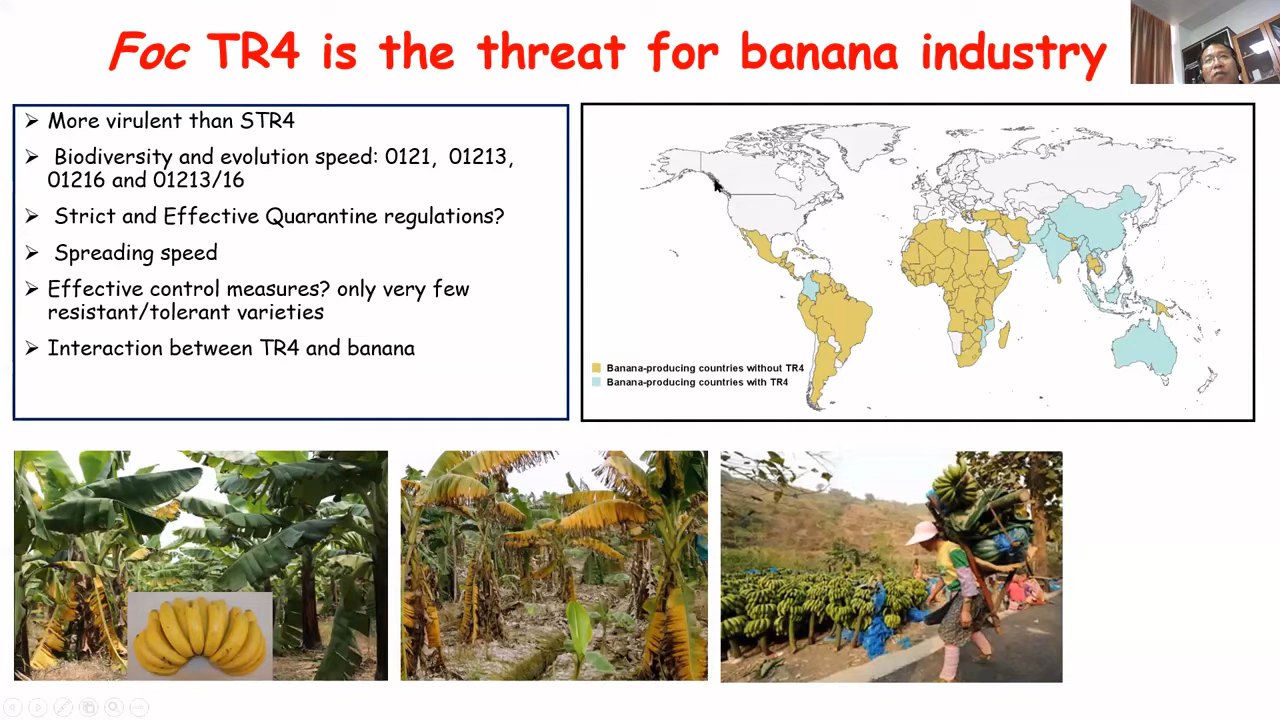 Foc TR4 is the threat for banana industry
More virulent than STR4
Biodiversity and evolution speed: 0121, 01213,
01216 and 01213/16
Strict and Effective Quarantine regulations?
Spreading speed
Effective control measures? only very few
resistant/tolerant varieties
Interaction between TR4 and banana
Banana-producing countries without TR4
Banana-producing countries with TR4